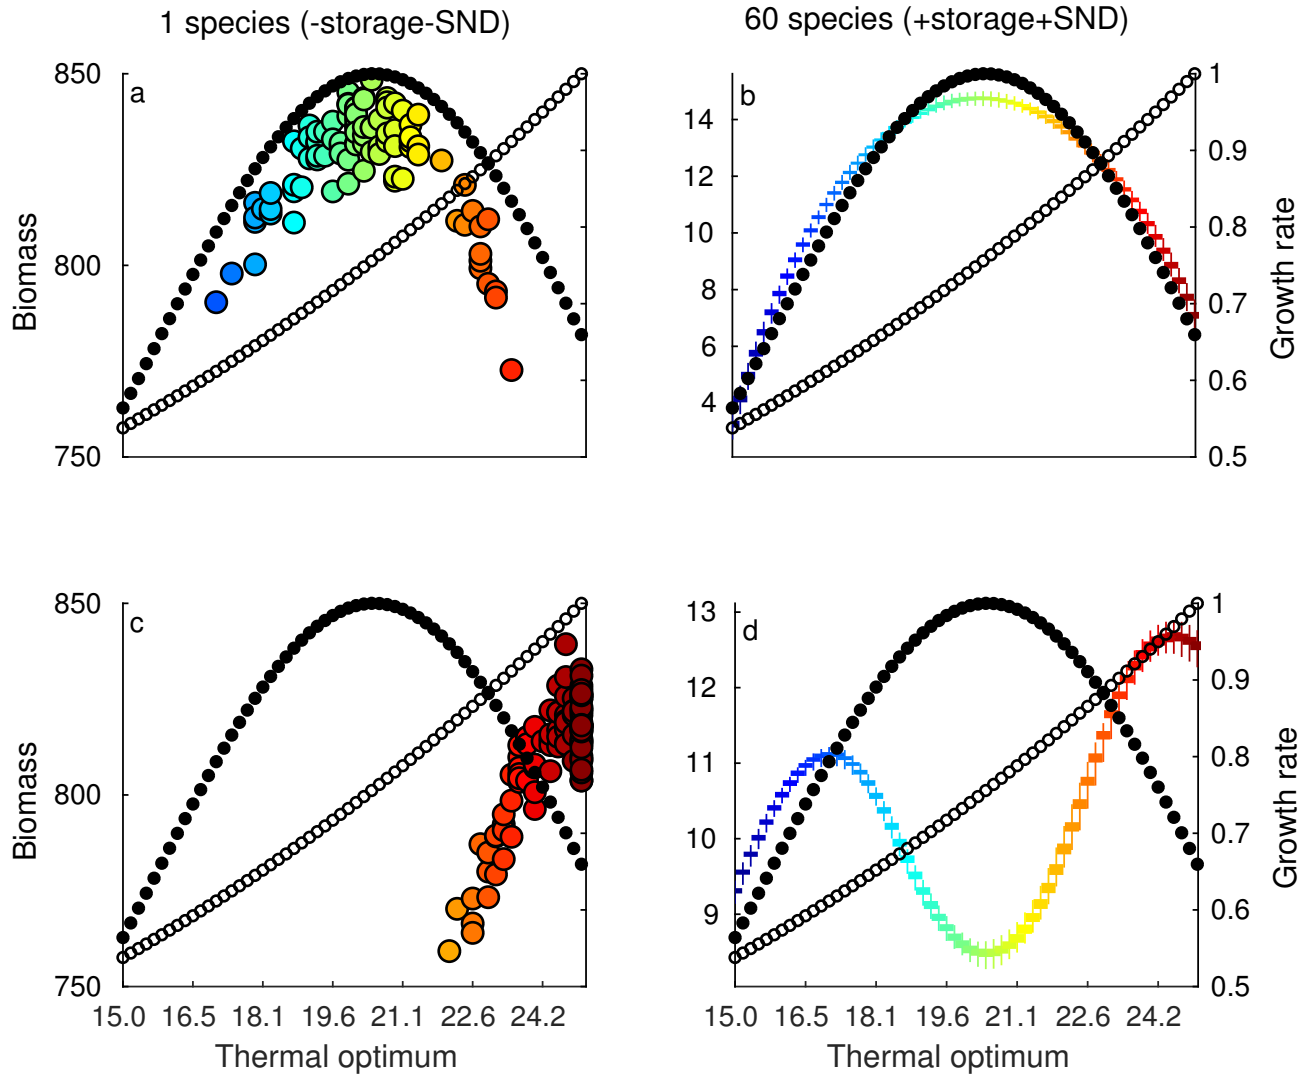 1 species (-storage-SND)
60 species (+storage+SND)
a
850
800
750
Biomass
b
14
12
10
8
6
4
1
0.9
0.8
0.7
0.6
0.5
Growth rate
c
850
800
750
Biomass
15.0 16.5 18.1 19.6 21.1 22.6 24.2
Thermal optimum
d
13
12
11
10
9
1
0.9
0.8
0.7
0.6
0.5
Growth rate
15.0 16.5 18.1 19.6 21.1 22.6 24.2
Thermal optimum